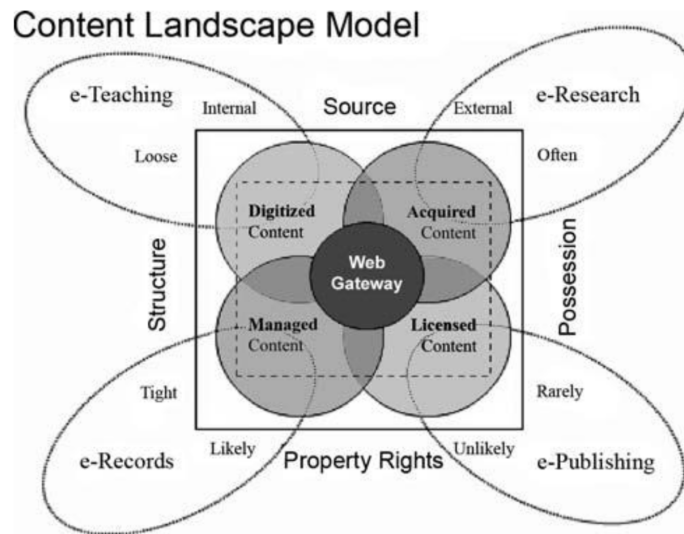 Content Landscape Model
e-Teaching
Internal
Source
External
e-Research
Loose
Often
Digitized
Content
Acquired
Content
Structure
Web
Gateway
Possession
Managed
Content
Licensed
Content
Tight
Rarely
e-Records
Likely
Property Rights
Unlikely
e-Publishing